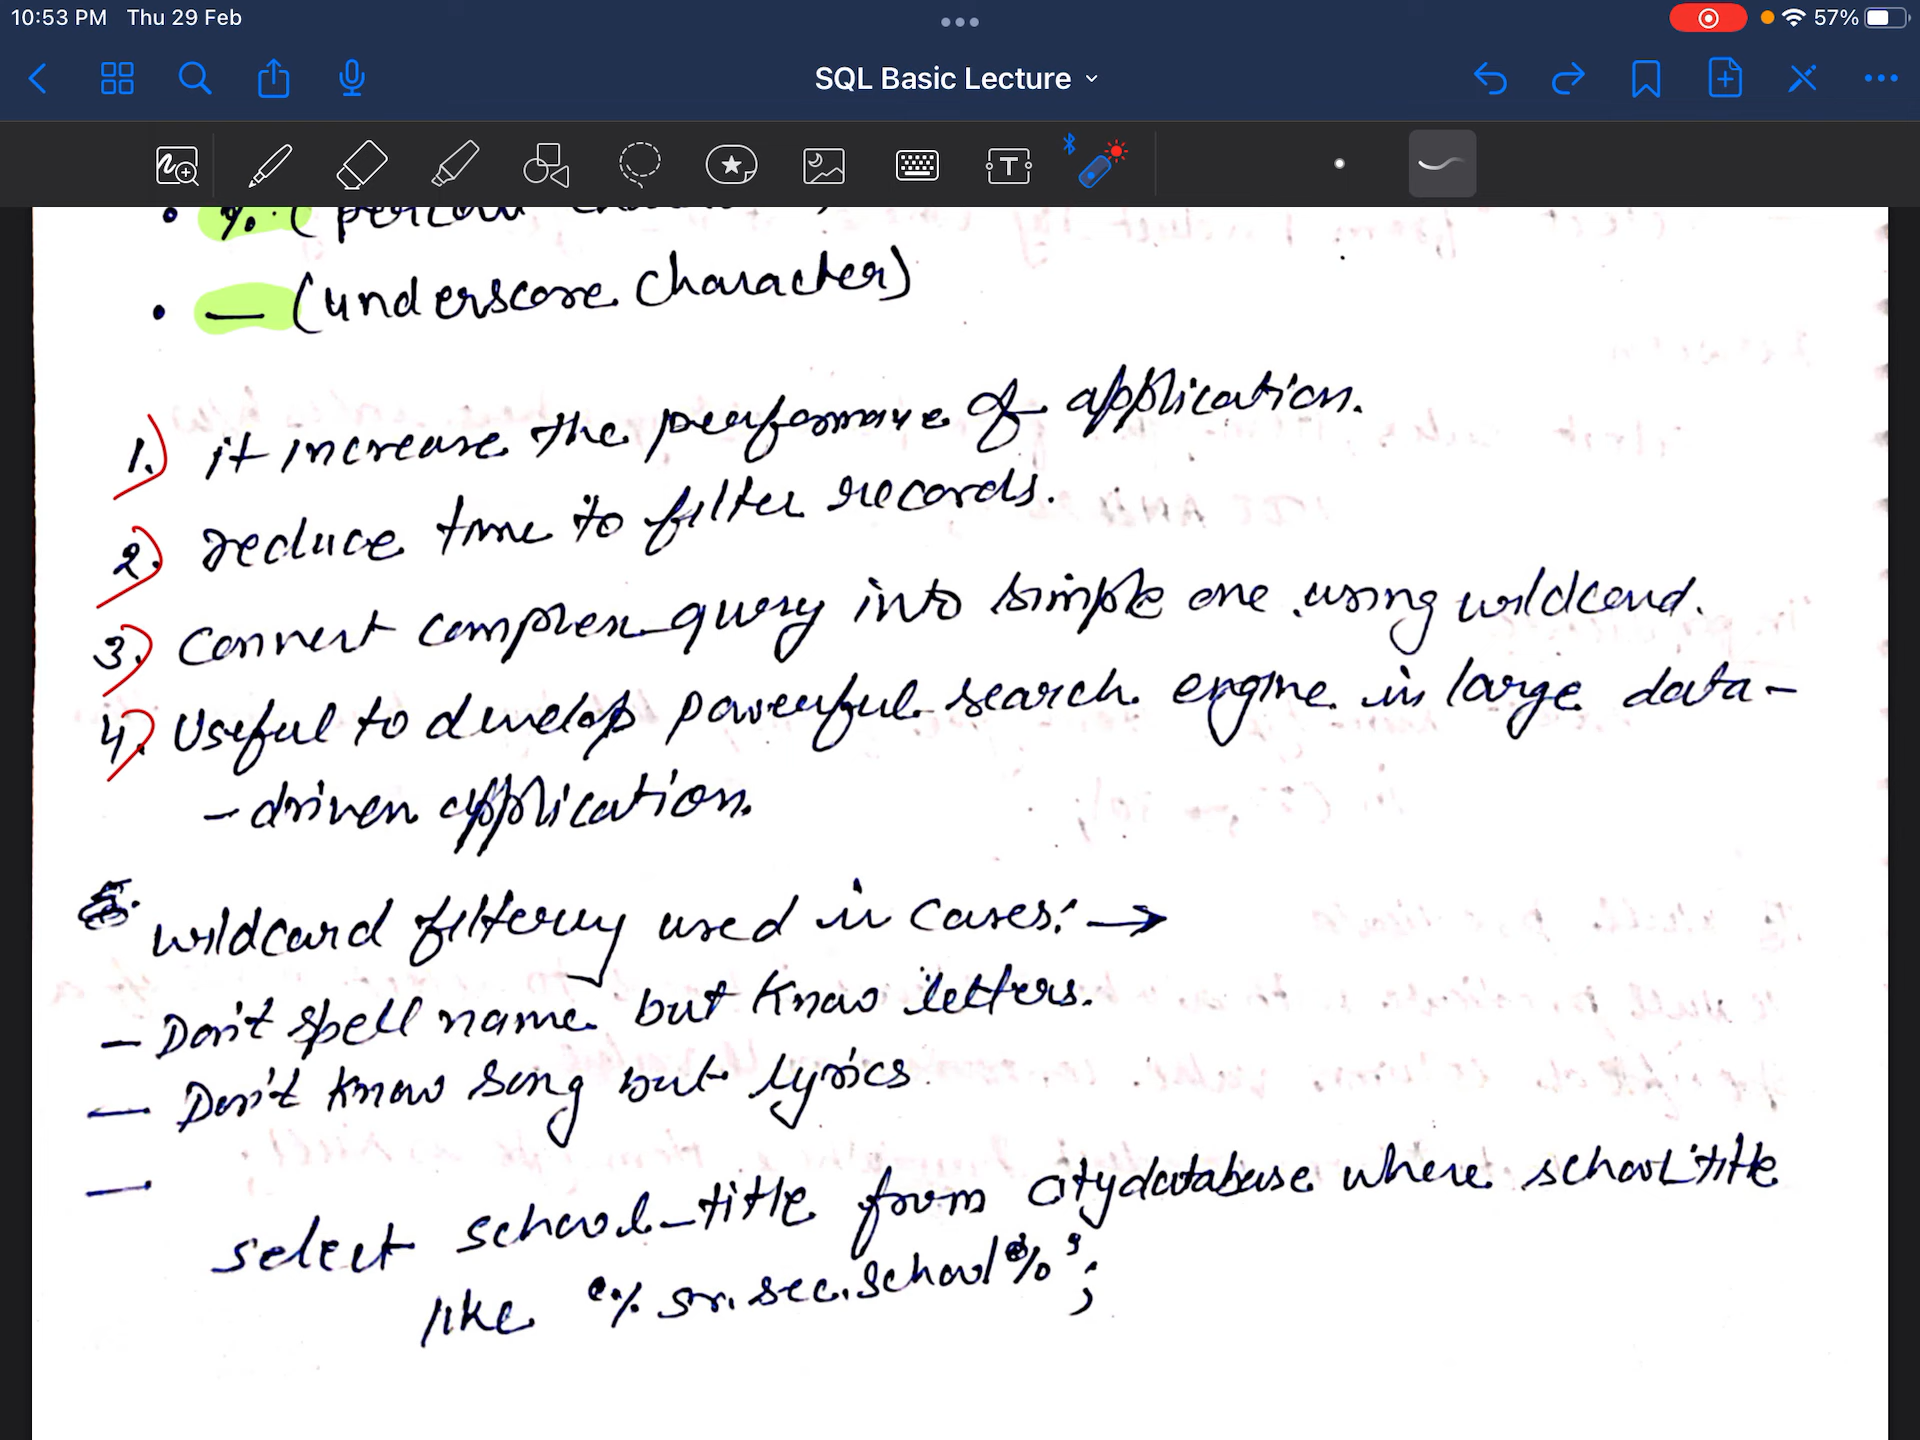 10:53 PM Thu 29 Feb
57%
SQL Basic Lecture
T
• % (percent
• _ (underscore character)
1.) it increase the performance of application.
2.) reduce time to filter records.
3.) Convert complex query into simple one using wildcard.
4.) Useful to develop powerful search engine in large data-
-driven application.
wildcard filtering used in cases:→
- Don't spell name but know letters.
- Don't know song but lyrics
-
select school_title from citydatabase where school_title
like '% sr.sec.school%';